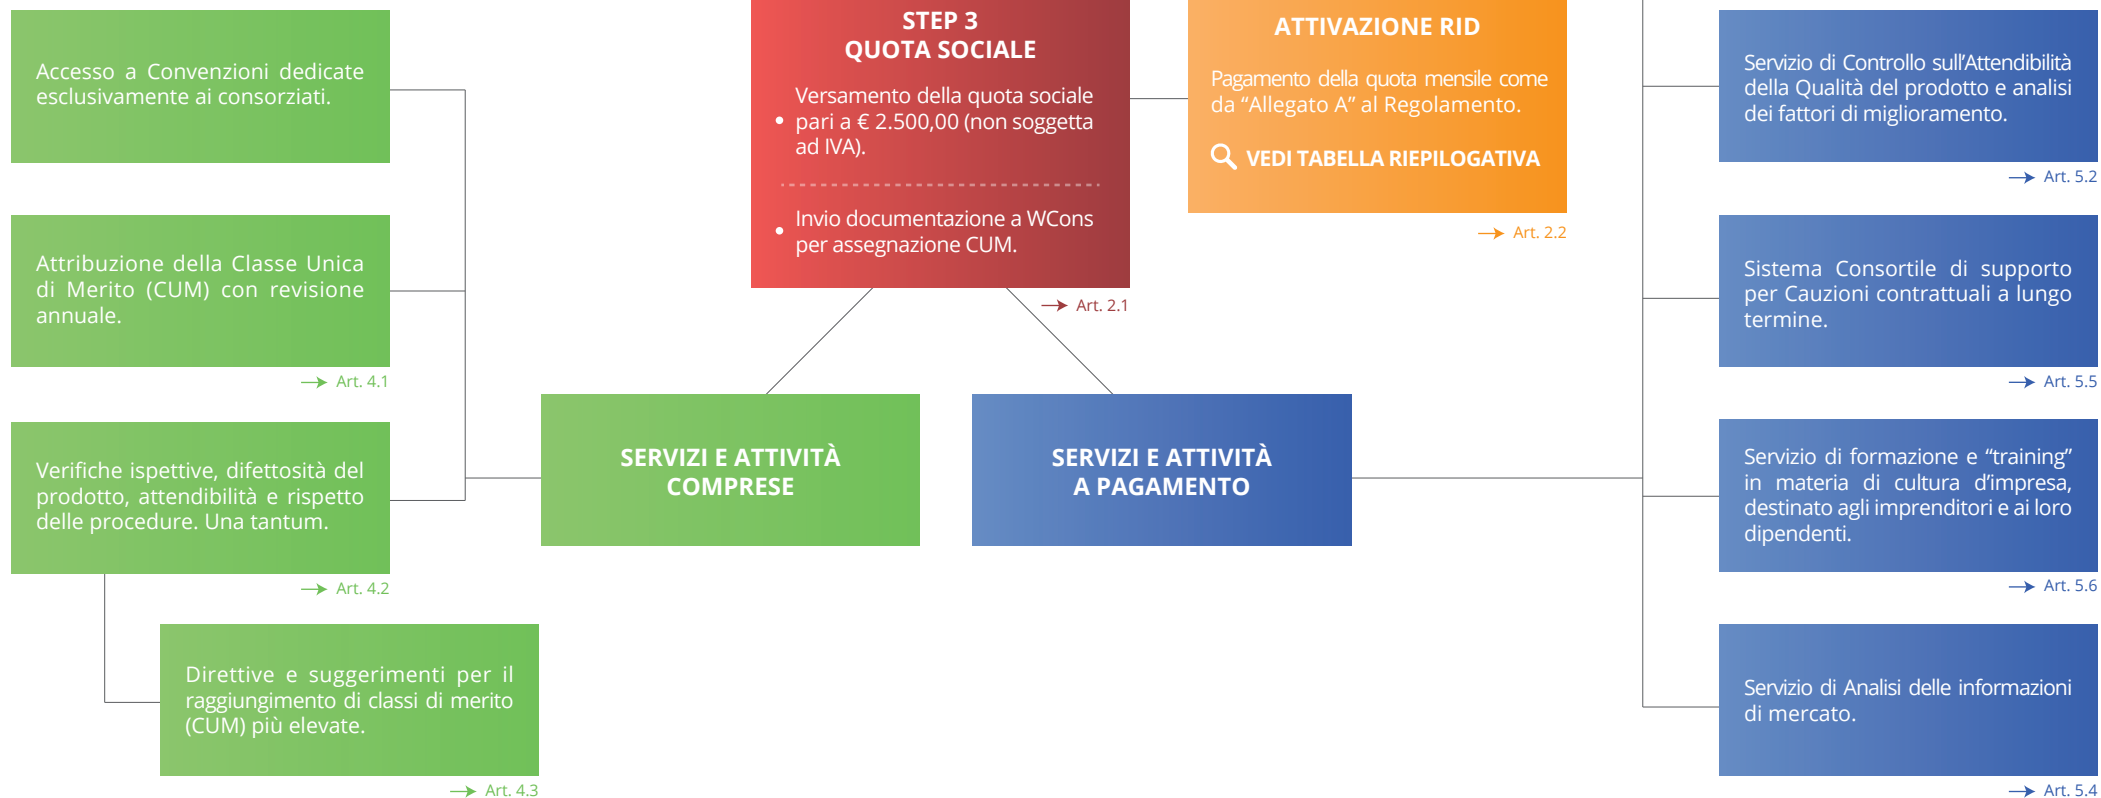 Accesso a Convenzioni dedicate
esclusivamente ai consorziati.
Attribuzione della Classe Unica
di Merito (CUM) con revisione
annuale.
→ Art. 4.1
Verifiche ispettive, difettosità del
prodotto, attendibilità e rispetto
delle procedure. Una tantum.
→ Art. 4.2
Direttive e suggerimenti per il
raggiungimento di classi di merito
(CUM) più elevate.
→ Art. 4.3
STEP 3
QUOTA SOCIALE
• Versamento della quota sociale
pari a € 2.500,00 (non soggetta
ad IVA).
• Invio documentazione a WCons
per assegnazione CUM.
→ Art. 2.1
ATTIVAZIONE RID
Pagamento della quota mensile come
da “Allegato A” al Regolamento.
VEDI TABELLA RIEPILOGATIVA
→ Art. 2.2
SERVIZI E ATTIVITÀ
COMPRESE
SERVIZI E ATTIVITÀ
A PAGAMENTO
Servizio di Controllo sull’Attendibilità
della Qualità del prodotto e analisi
dei fattori di miglioramento.
→ Art. 5.2
Sistema Consortile di supporto
per Cauzioni contrattuali a lungo
termine.
→ Art. 5.5
Servizio di formazione e “training”
in materia di cultura d’impresa,
destinato agli imprenditori e ai loro
dipendenti.
→ Art. 5.6
Servizio di Analisi delle informazioni
di mercato.
→ Art. 5.4